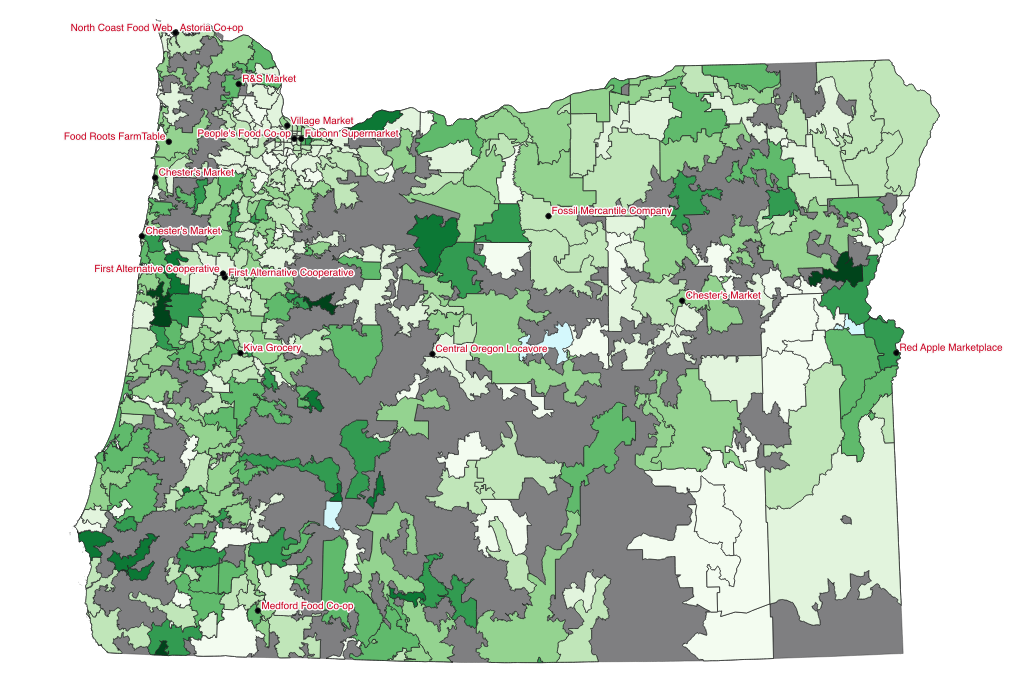 North Coast Food Web
Astoria Co+op
R&S Market
Village Market
People's Food Co-op
Fubonn Supermarket
Food Roots FarmTable
Chester's Market
Fossil Mercantile Company
Chester's Market
First Alternative Cooperative
First Alternative Cooperative
Chester's Market
Kiva Grocery
Central Oregon Locavore
Red Apple Marketplace
Medford Food Co-op